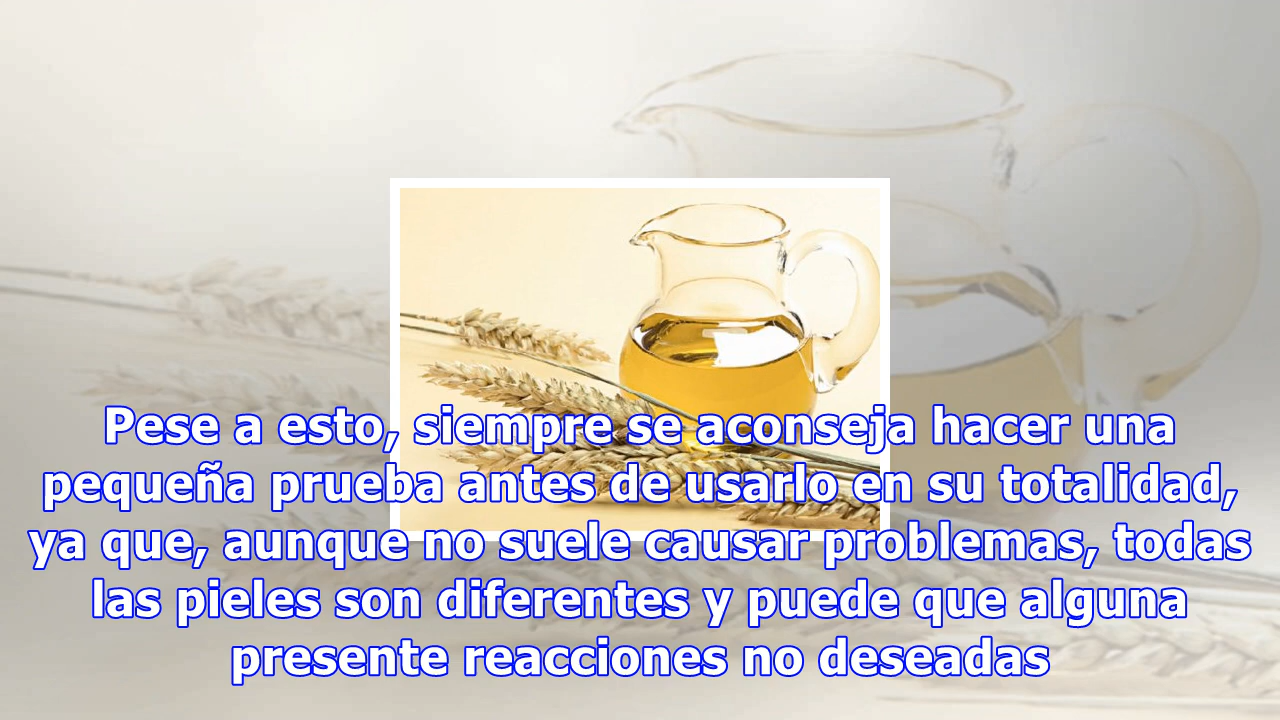 Pese a esto, siempre se aconseja hacer una
pequeña prueba antes de usarlo en su totalidad,
ya que, aunque no suele causar problemas, todas
las pieles son diferentes y puede que alguna
presente reacciones no deseadas